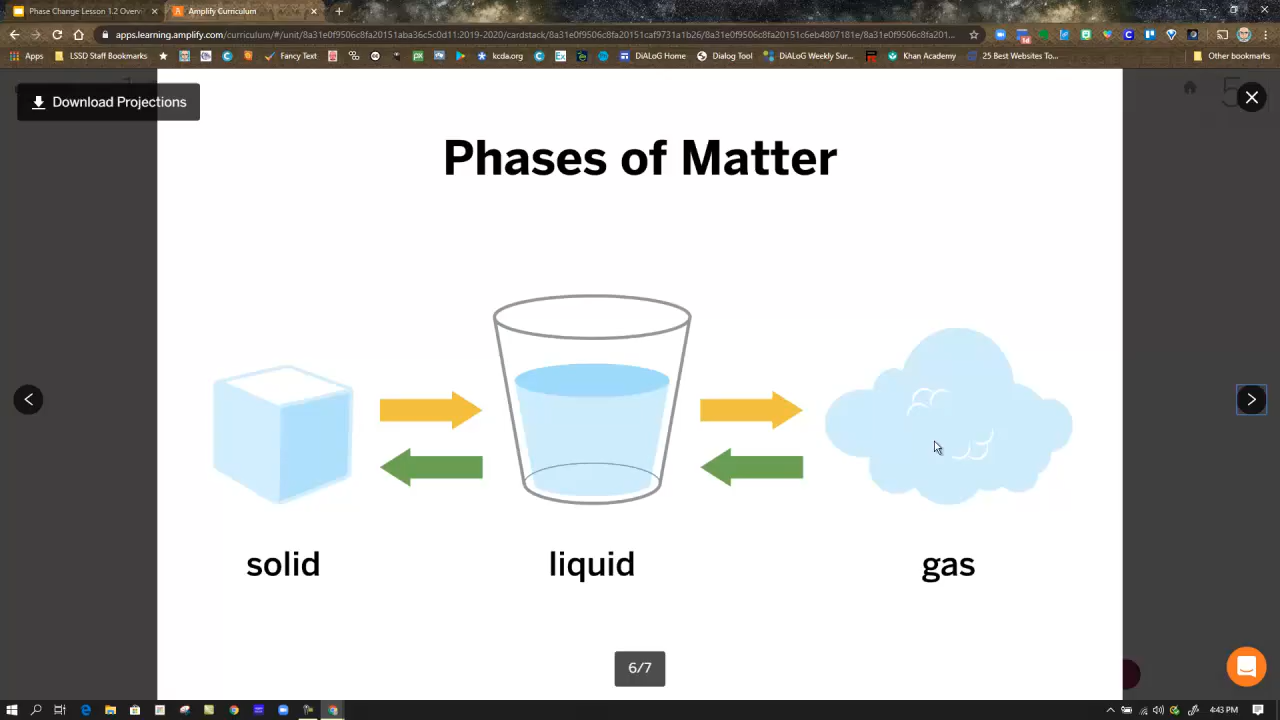 Phase Change Lesson 1.2 Overv
Amplify Curriculum
apps.learning.amplify.com/curriculum/#/unit/8a31e0f9506c8fa20151aba36c5c0d11:2019-2020/cardstack/8a31e0f9506c8fa20151caf9731a1b26/8a31e0f9506c8fa20151c6eb4807181e/8a31e0f9506c8fa201...
Apps
LSSD Staff Bookmarks
Fancy Text
kcda.org
DiALoG Home
Dialog Tool
DiALoG Weekly Sur...
Khan Academy
25 Best Websites To...
Other bookmarks
Download Projections
5
Phases of Matter
solid
liquid
gas
6/7
4:43 PM